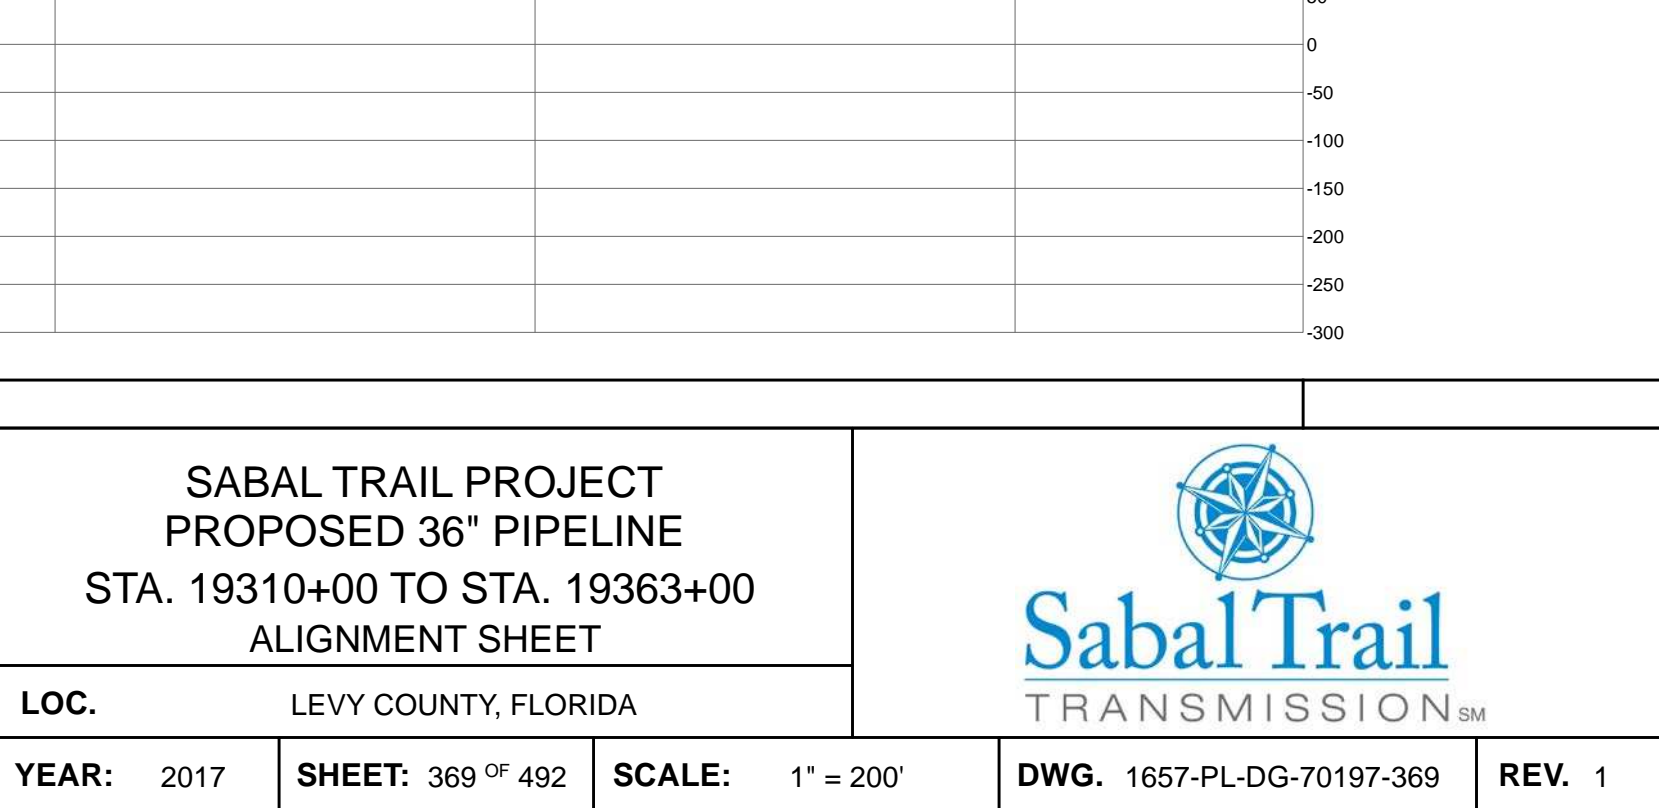 0
-50
-100
-150
-200
-250
-300
SABAL TRAIL PROJECT
PROPOSED 36" PIPELINE
STA. 19310+00 TO STA. 19363+00
ALIGNMENT SHEET
LOC. LEVY COUNTY, FLORIDA
Sabal Trail
TRANSMISSION SM
YEAR: 2017 SHEET: 369 OF 492 SCALE: 1" = 200' DWG. 1657-PL-DG-70197-369 REV. 1